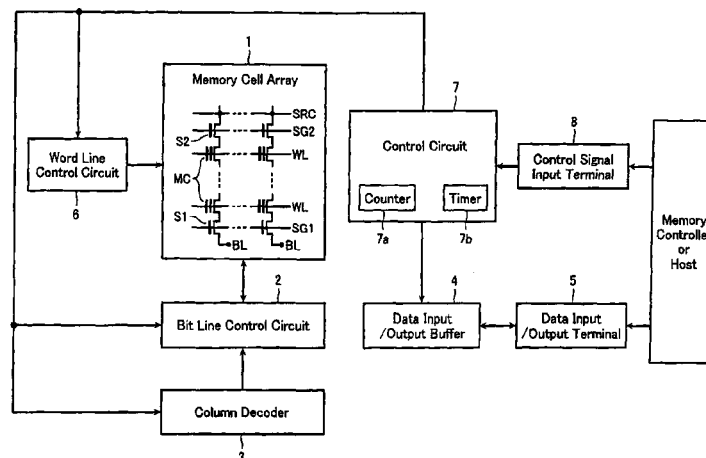 1
Memory Cell Array
SRC
S2
SG2
WL
MC
WL
S1
SG1
BL
BL
Word Line
Control Circuit
6
2
Bit Line Control Circuit
Column Decoder
3
7
Control Circuit
Counter
Timer
7a
7b
8
Control Signal
Input Terminal
4
Data Input
/Output Buffer
5
Data Input
/Output Terminal
Memory
Controlle
or
Host